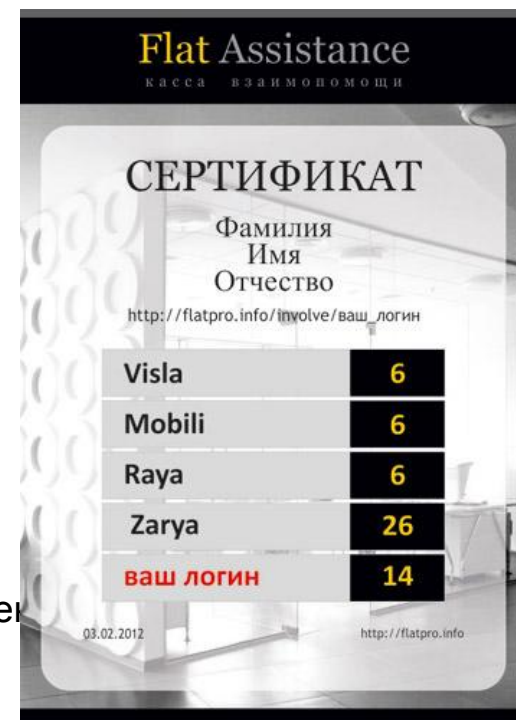 Flat Assistance
касса взаимопомощи
СЕРТИФИКАТ
Фамилия
Имя
Отчество
http://flatpro.info/involve/ваш_логин
Visla 6
Mobili 6
Raya 6
Zarya 26
ваш логин 14
03.02.2012 http://flatpro.info